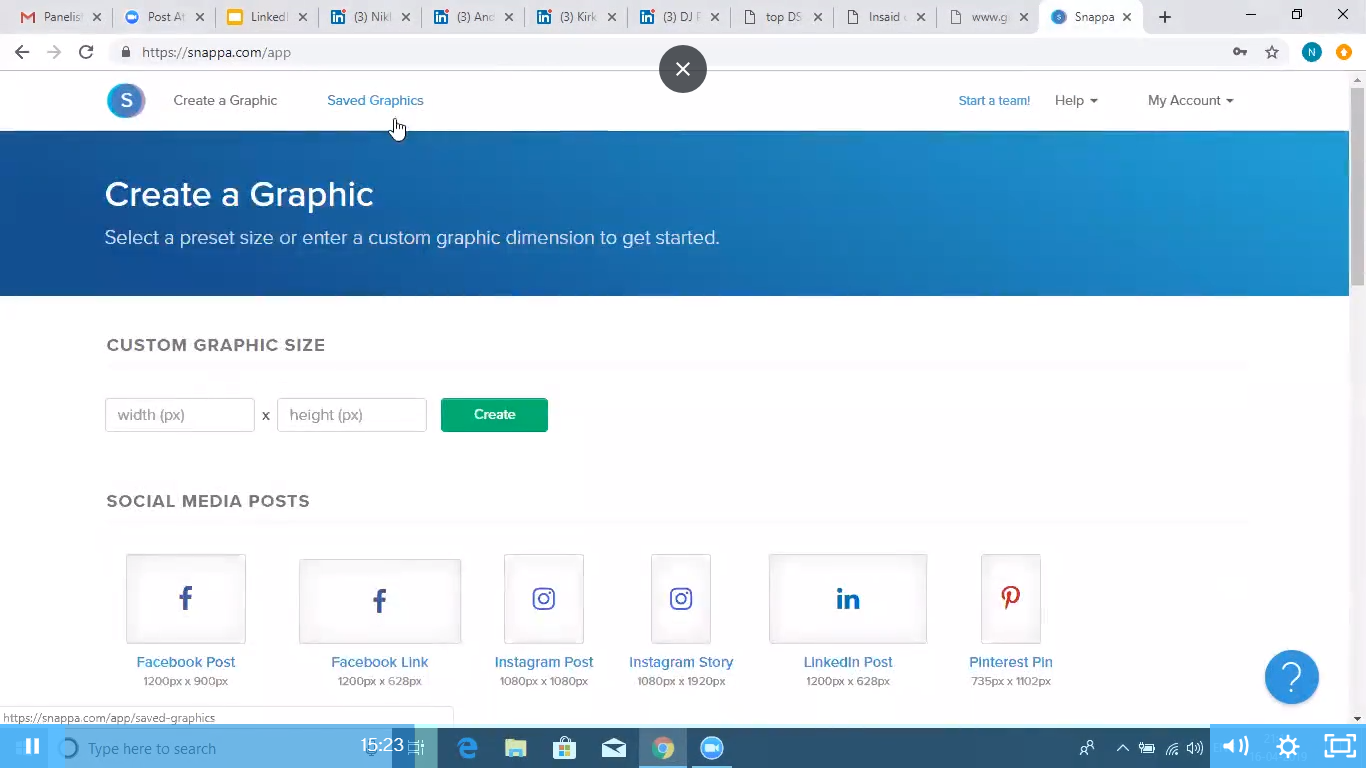 Panelis Post At LinkedI (3) Nikl (3) And (3) Kirk (3) DJ P top DS Insaid www.g Snappa
https://snappa.com/app
N
S Create a Graphic Saved Graphics Start a team! Help My Account
Create a Graphic
Select a preset size or enter a custom graphic dimension to get started.
CUSTOM GRAPHIC SIZE
width (px) x height (px) Create
SOCIAL MEDIA POSTS
Facebook Post Facebook Link Instagram Post Instagram Story LinkedIn Post Pinterest Pin
1200px x 900px 1200px x 628px 1080px x 1080px 1080px x 1920px 1200px x 628px 735px x 1102px
?
https://snappa.com/app/saved-graphics
Type here to search 15:23